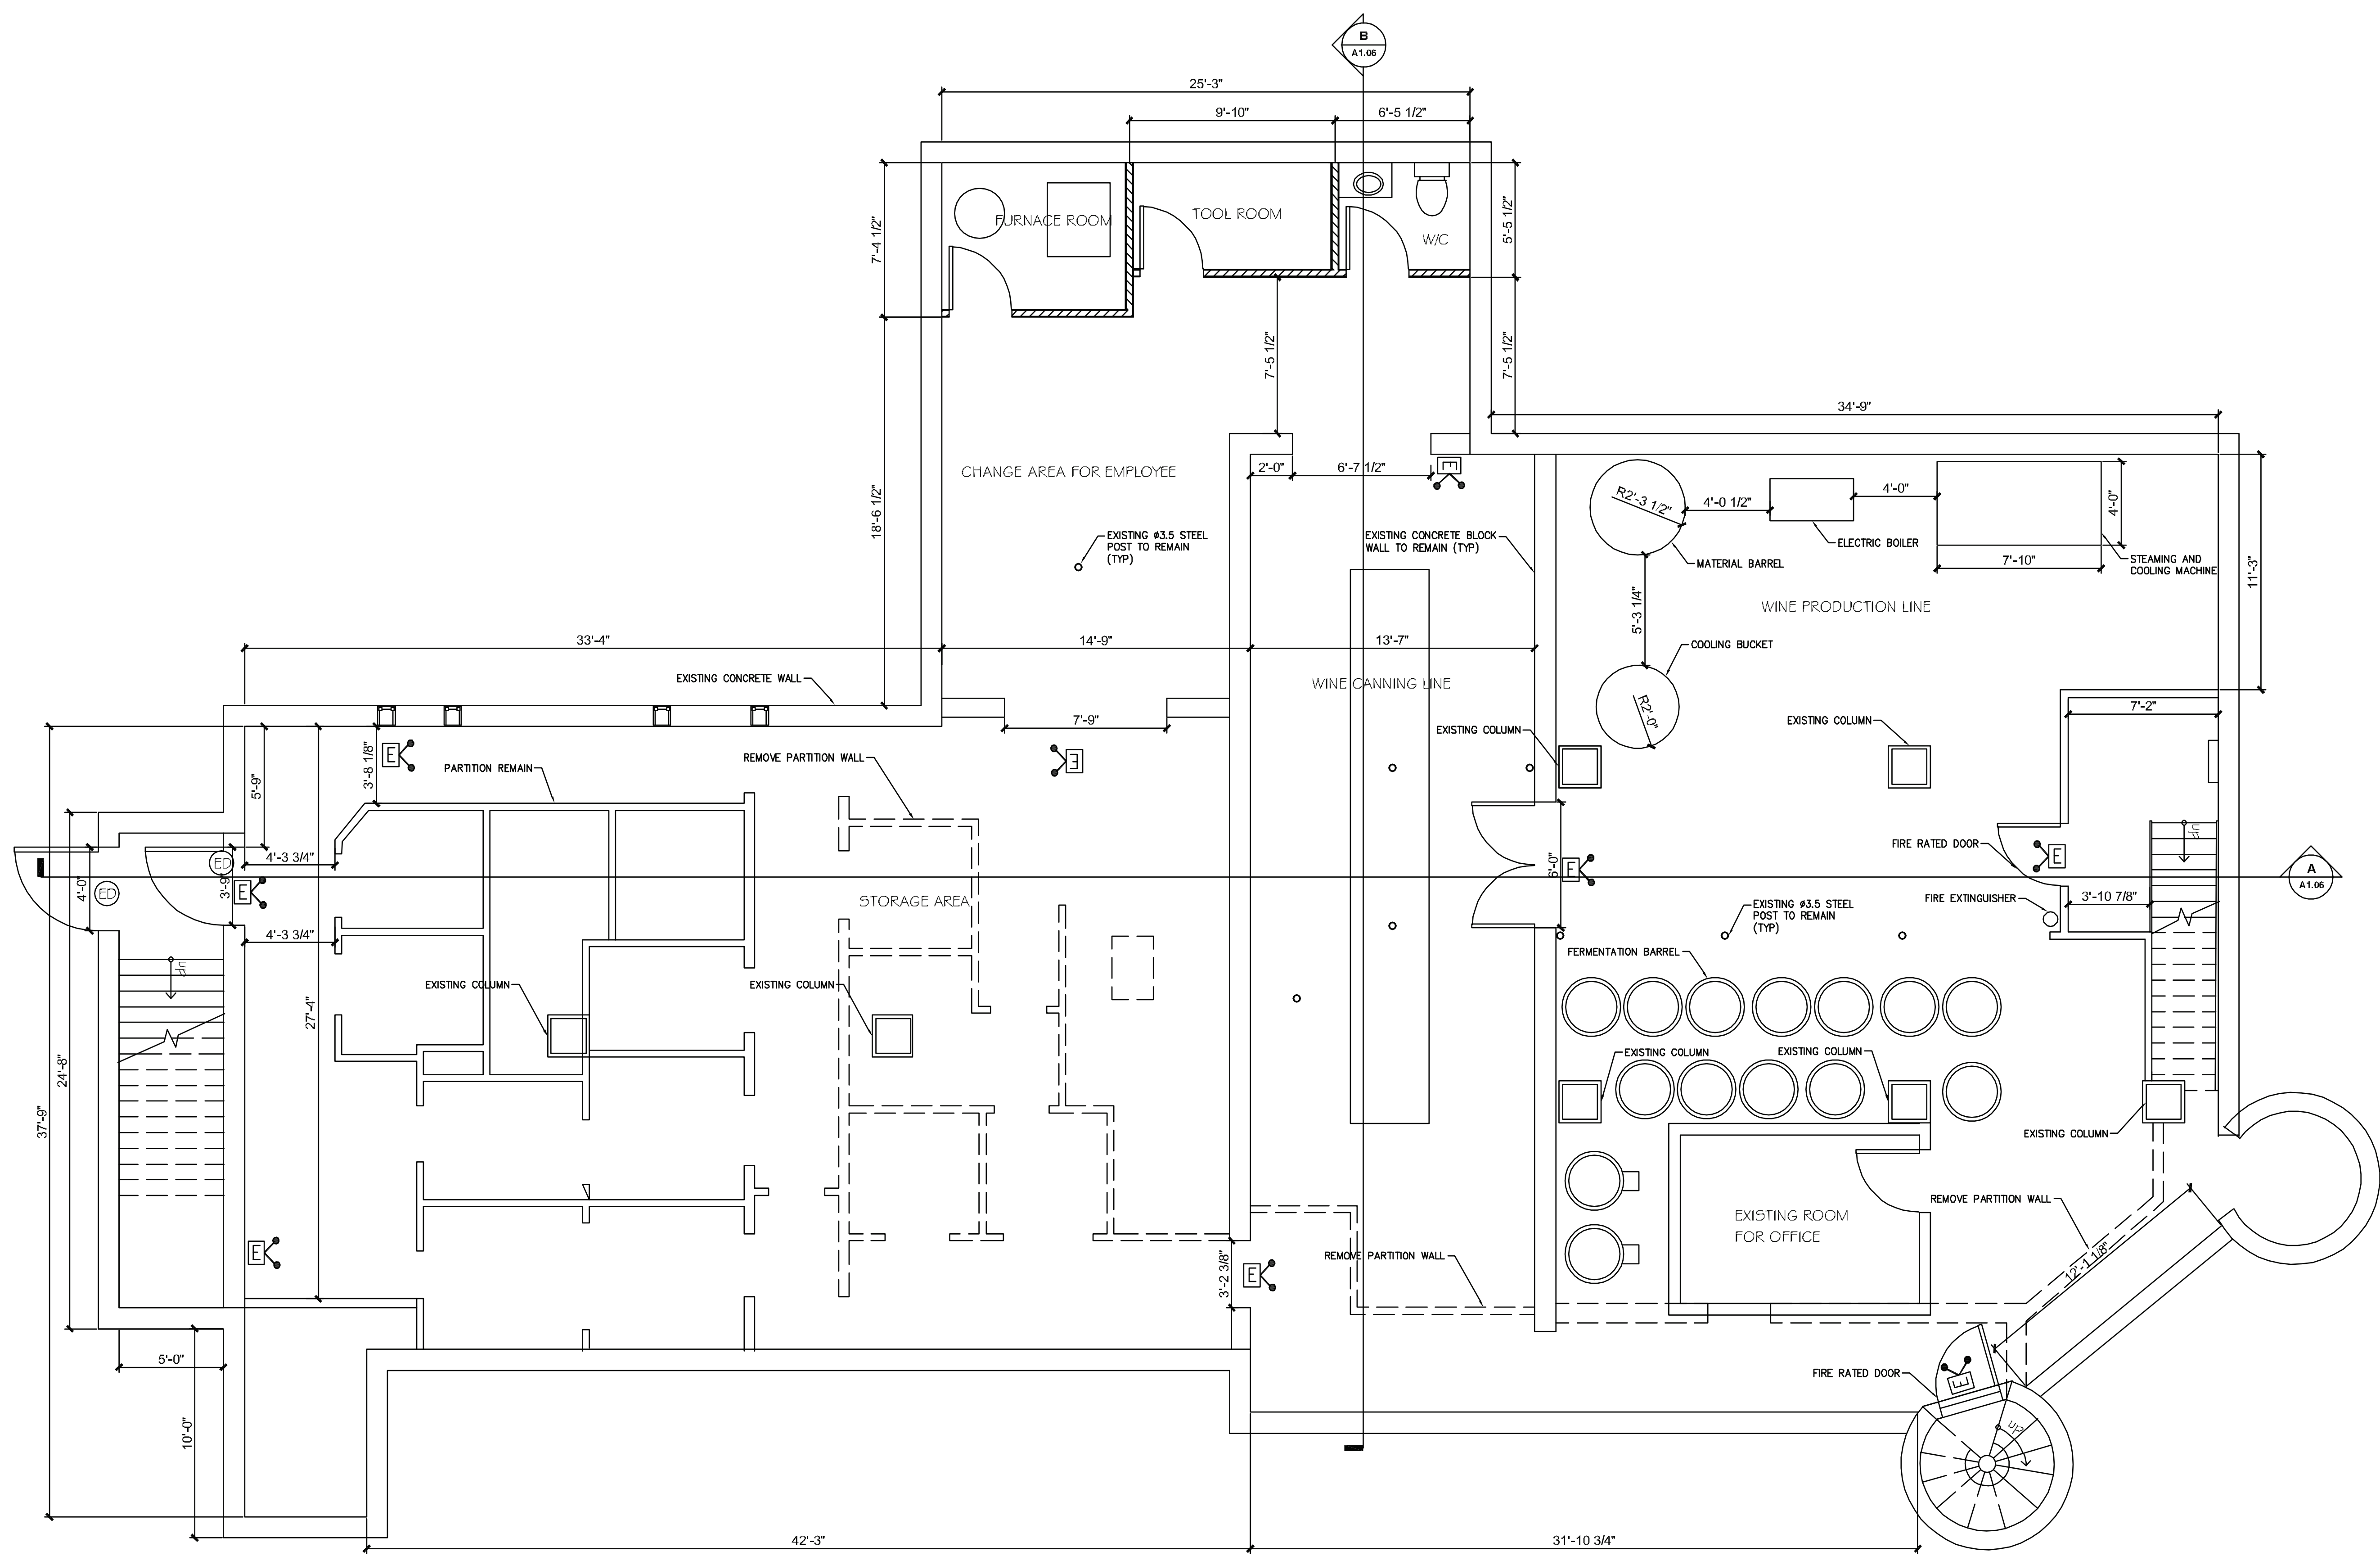 B
A1.06
25'-3"
9'-10"
6'-5 1/2"
7'-4 1/2"
FURNACE ROOM
TOOL ROOM
W/C
5'-5 1/2"
7'-5 1/2"
7'-5 1/2"
34'-9"
18'-6 1/2"
CHANGE AREA FOR EMPLOYEE
2'-0"
6'-7 1/2"
E
R2'-3 1/2"
4'-0 1/2"
4'-0"
4'-0"
EXISTING ø3.5 STEEL
POST TO REMAIN
(TYP)
EXISTING CONCRETE BLOCK
WALL TO REMAIN (TYP)
ELECTRIC BOILER
MATERIAL BARREL
7'-10"
STEAMING AND
COOLING MACHINE
11'-3"
5'-3 1/4"
WINE PRODUCTION LINE
33'-4"
14'-9"
13'-7"
COOLING BUCKET
EXISTING CONCRETE WALL
WINE CANNING LINE
R2'-0"
7'-2"
7'-9"
EXISTING COLUMN
EXISTING COLUMN
5'-9"
3'-8 1/8"
E
E
PARTITION REMAIN
REMOVE PARTITION WALL
UP
FIRE RATED DOOR
E
4'-3 3/4"
ED
ED
4'-0"
3'-9"
E
6'-0"
E
A
A1.06
STORAGE AREA
EXISTING ø3.5 STEEL
POST TO REMAIN
(TYP)
FIRE EXTINGUISHER
3'-10 7/8"
4'-3 3/4"
FERMENTATION BARREL
UP
EXISTING COLUMN
EXISTING COLUMN
27'-4"
24'-8"
37'-9"
EXISTING COLUMN
EXISTING COLUMN
EXISTING COLUMN
REMOVE PARTITION WALL
EXISTING ROOM
FOR OFFICE
E
3'-2 3/8"
E
REMOVE PARTITION WALL
12'-1 1/8"
5'-0"
FIRE RATED DOOR
E
UP
10'-0"
42'-3"
31'-10 3/4"